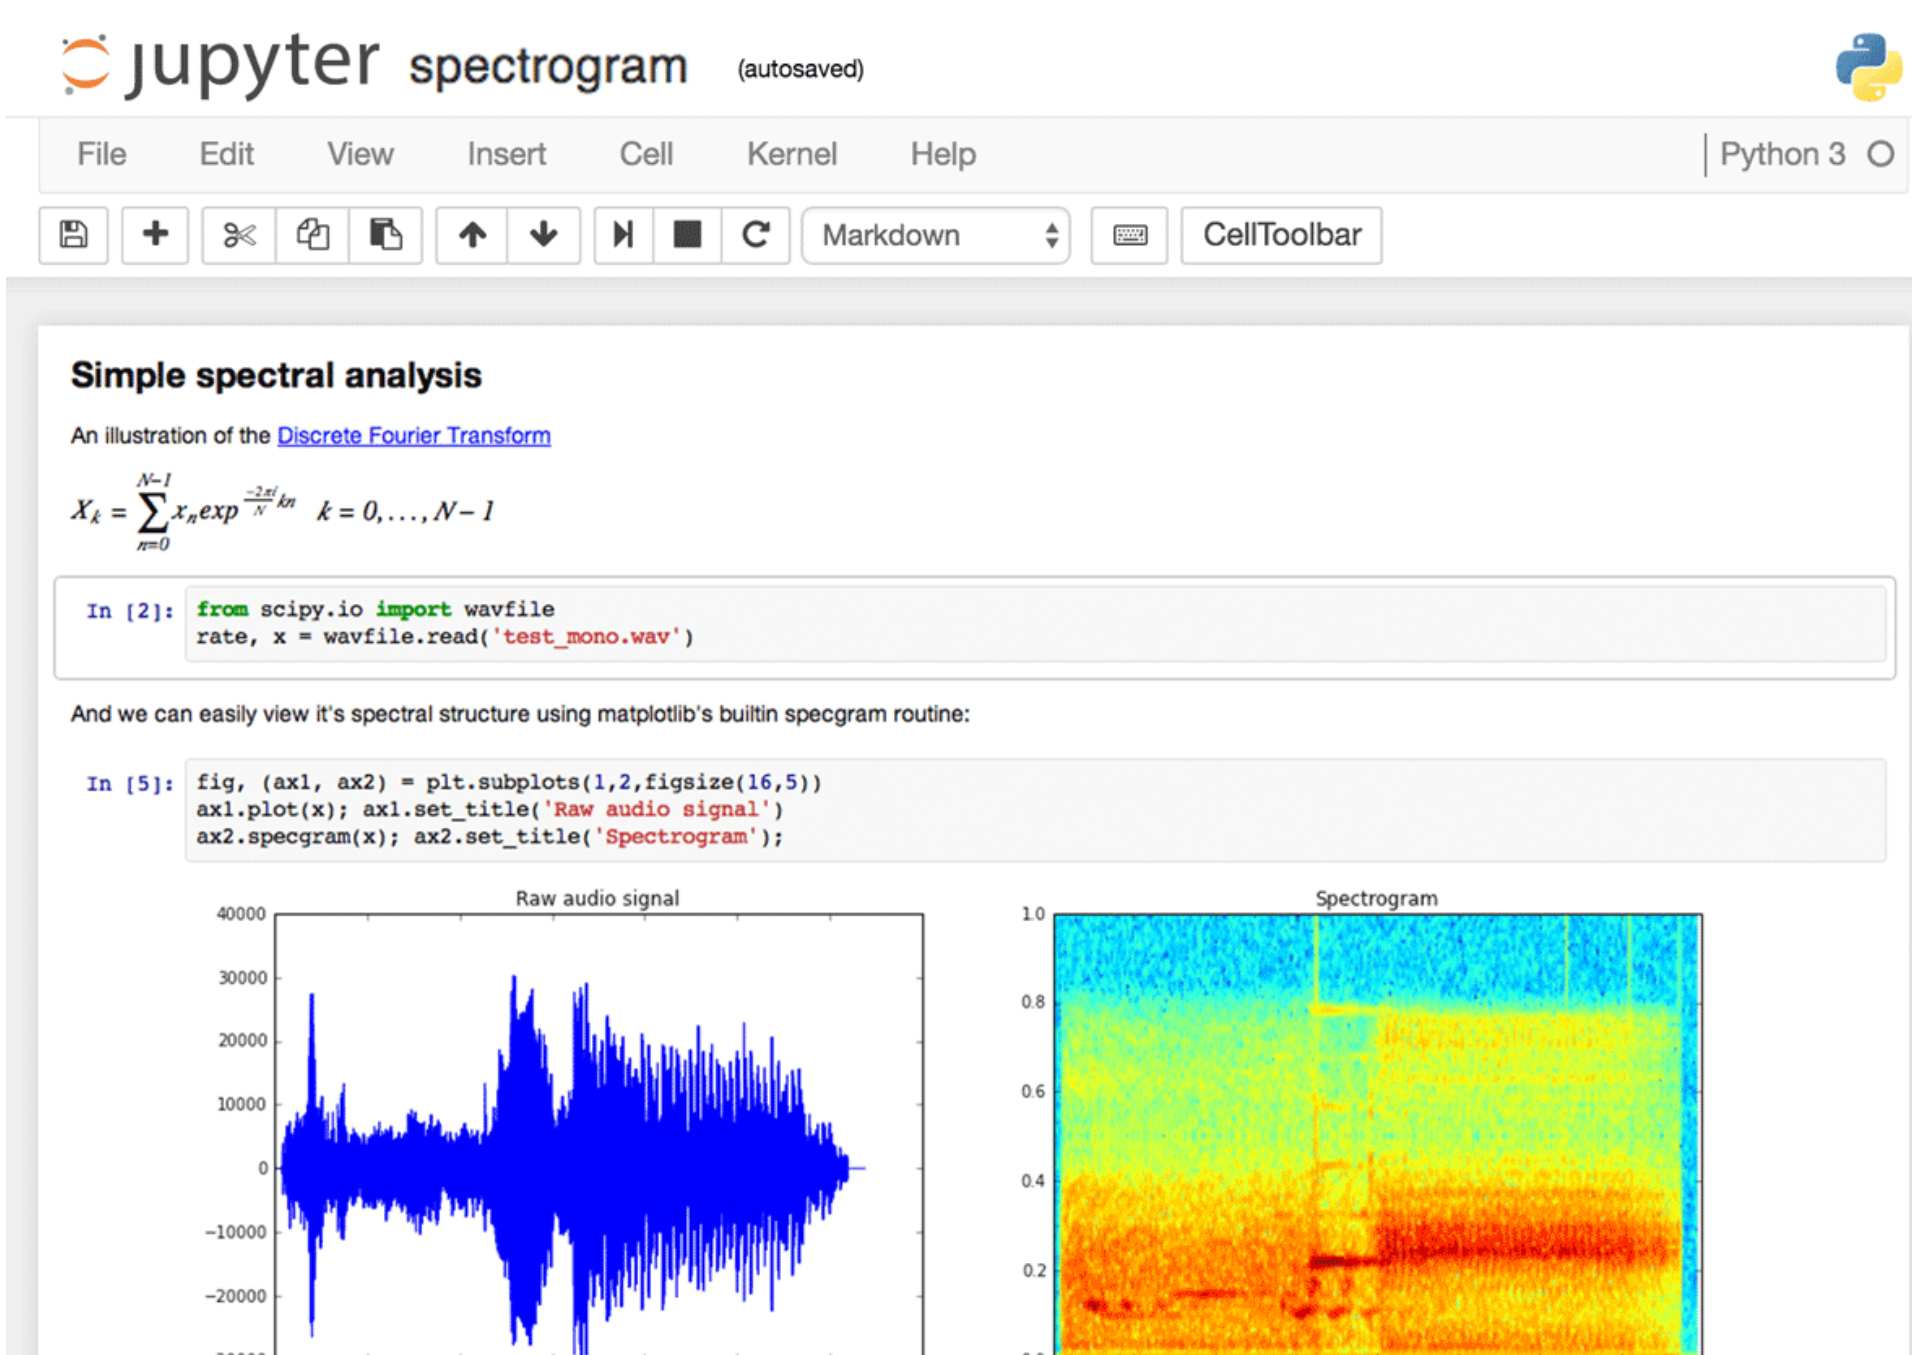 jupyter spectrogram (autosaved)
File Edit View Insert Cell Kernel Help Python 3
Markdown CellToolbar
Simple spectral analysis
An illustration of the Discrete Fourier Transform
X_k = \sum_{n=0}^{N-1} x_n exp^{\frac{-2πi}{N} kn} k = 0, . . . , N - 1
In [2]: from scipy.io import wavfile
rate, x = wavfile.read('test_mono.wav')
And we can easily view it's spectral structure using matplotlib's builtin specgram routine:
In [5]: fig, (ax1, ax2) = plt.subplots(1,2,figsize(16,5))
ax1.plot(x); ax1.set_title('Raw audio signal')
ax2.specgram(x); ax2.set_title('Spectrogram');
Raw audio signal
40000
30000
20000
10000
0
−10000
−20000
Spectrogram
1.0
0.8
0.6
0.4
0.2